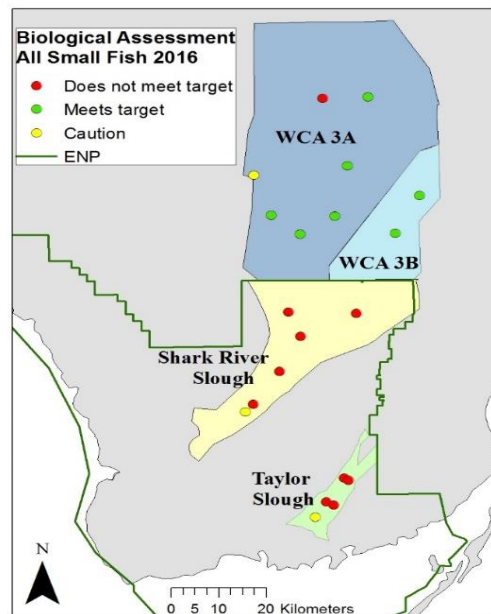 Biological Assessment
All Small Fish 2016
Does not meet target
Meets target
Caution
ENP
WCA 3A
WCA 3B
Shark River
Slough
Taylor
Slough
N
0 5 10 20 Kilometers